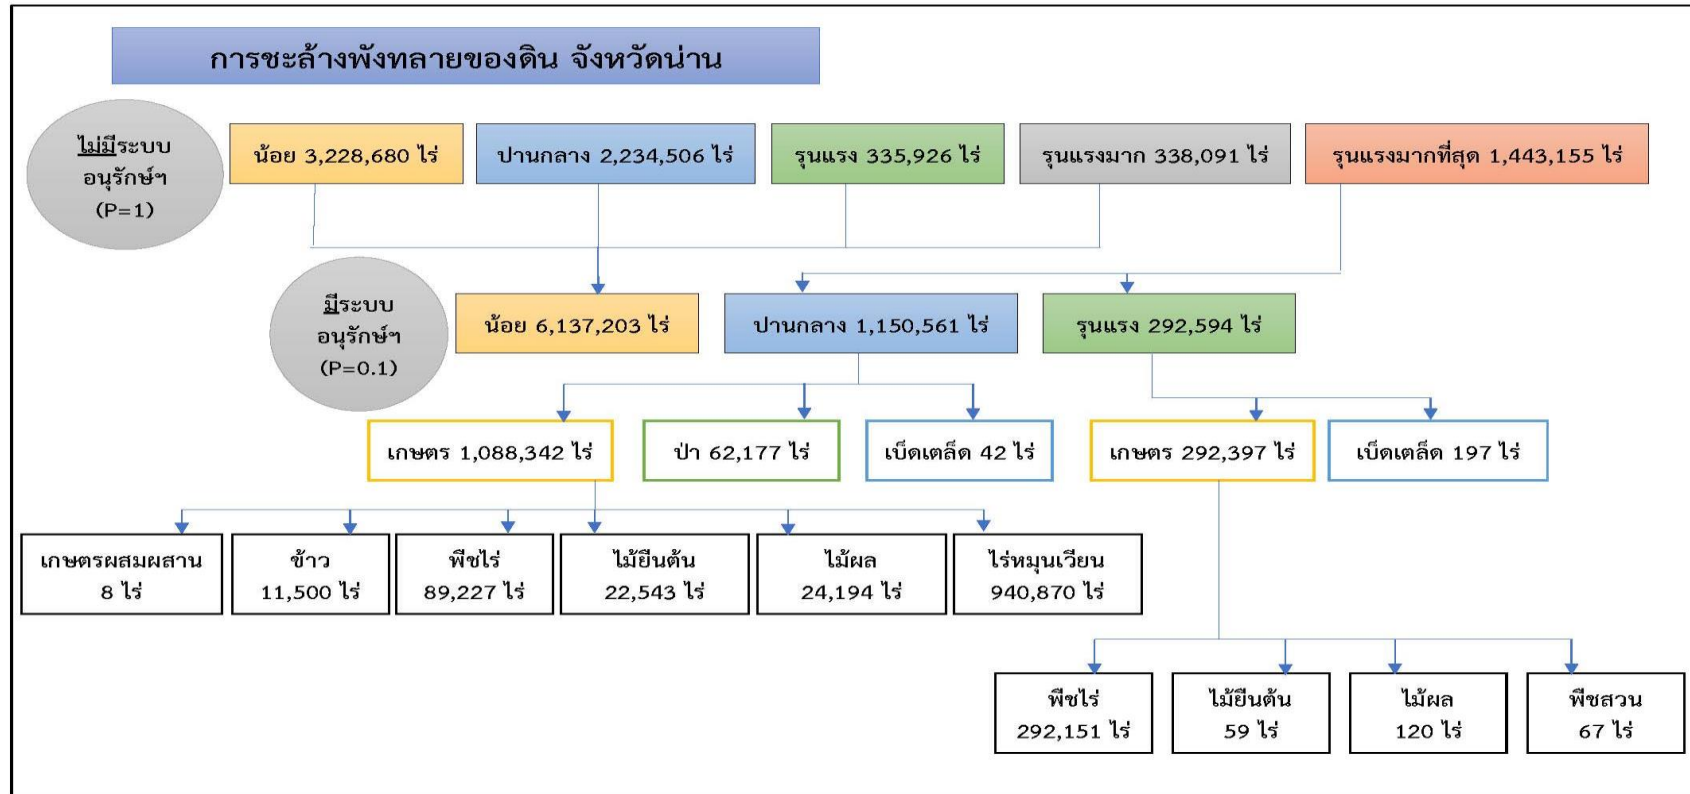 การชะล้างพังทลายของดิน จังหวัดน่าน
ไม่มีระบบ
อนุรักษ์ฯ
(P=1)
น้อย 3,228,680 ไร่
ปานกลาง 2,234,506 ไร่
รุนแรง 335,926 ไร่
รุนแรงมาก 338,091 ไร่
รุนแรงมากที่สุด 1,443,155 ไร่
มีระบบ
อนุรักษ์ฯ
(P=0.1)
น้อย 6,137,203 ไร่
ปานกลาง 1,150,561 ไร่
รุนแรง 292,594 ไร่
เกษตร 1,088,342 ไร่
ป่า 62,177 ไร่
เบ็ดเตล็ด 42 ไร่
เกษตร 292,397 ไร่
เบ็ดเตล็ด 197 ไร่
เกษตรผสมผสาน
8 ไร่
ข้าว
11,500 ไร่
พืชไร่
89,227 ไร่
ไม้ยืนต้น
22,543 ไร่
ไม้ผล
24,194 ไร่
ไร่หมุนเวียน
940,870 ไร่
พืชไร่
292,151 ไร่
ไม้ยืนต้น
59 ไร่
ไม้ผล
120 ไร่
พืชสวน
67 ไร่